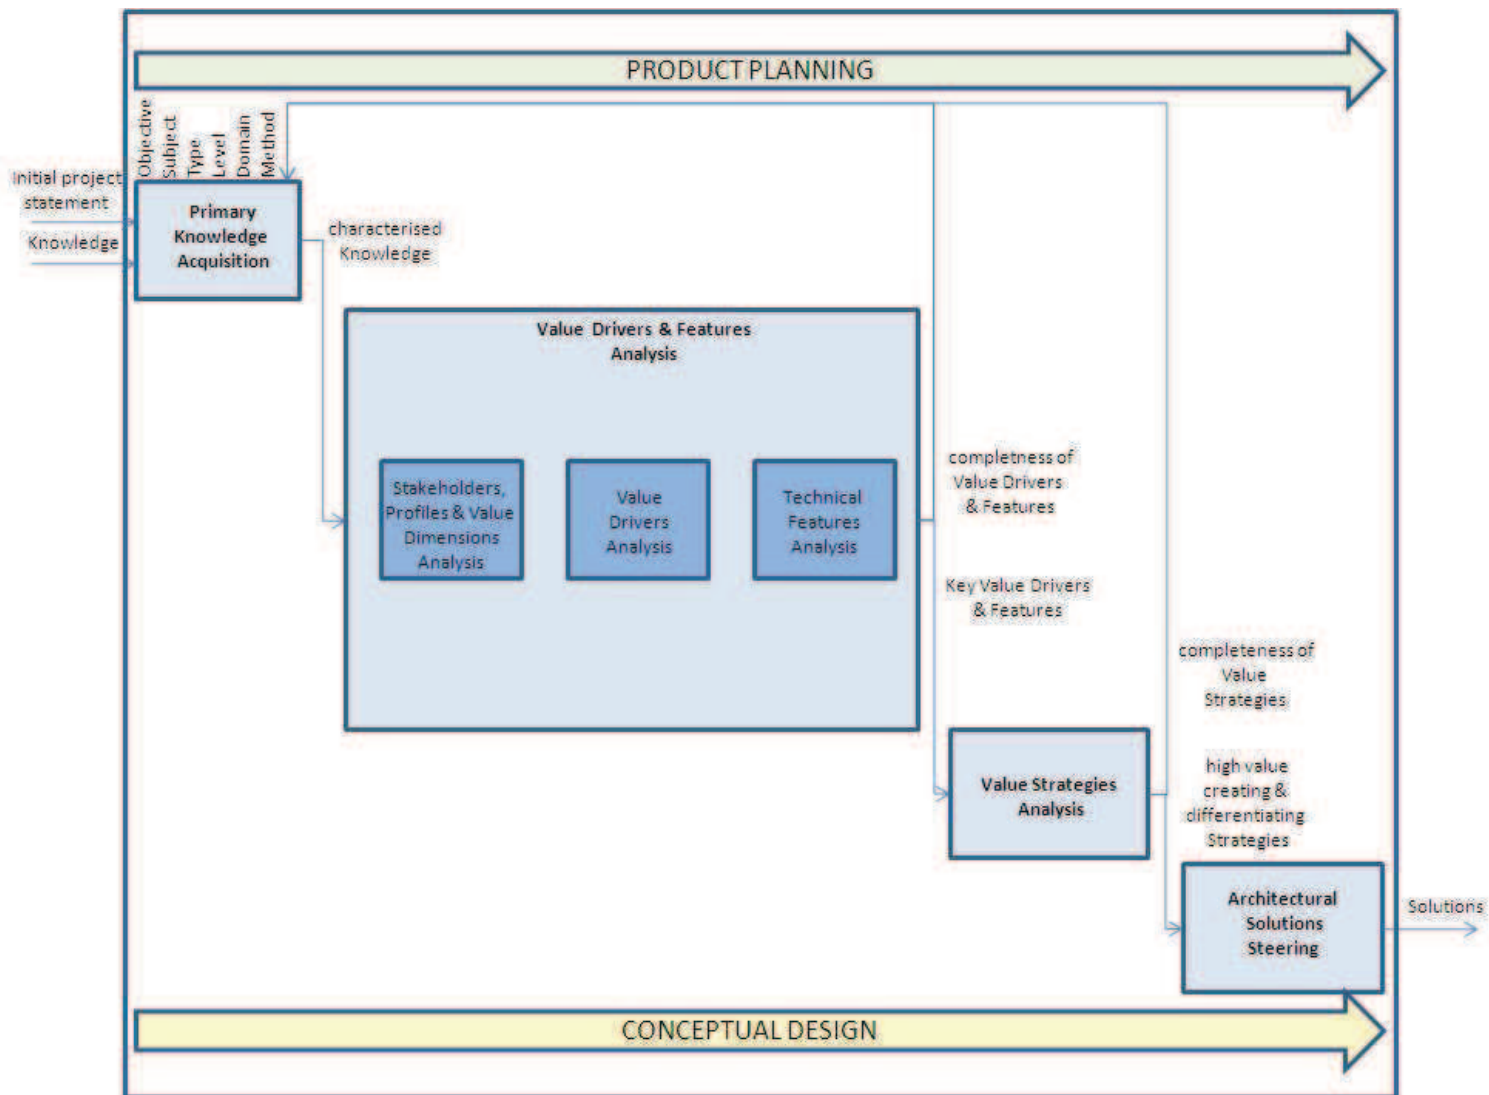 PRODUCT PLANNING
Objective
Subject
Type
Level
Domain
Method
Initial project
statement
Knowledge
Primary
Knowledge
Acquisition
characterised
Knowledge
Value Drivers & Features
Analysis
Stakeholders,
Profiles & Value
Dimensions
Analysis
Value
Drivers
Analysis
Technical
Features
Analysis
completness of
Value Drivers
& Features
Key Value Drivers
& Features
completeness of
Value
Strategies
Value Strategies
Analysis
high value
creating &
differentiating
Strategies
Architectural
Solutions
Steering
Solutions
CONCEPTUAL DESIGN